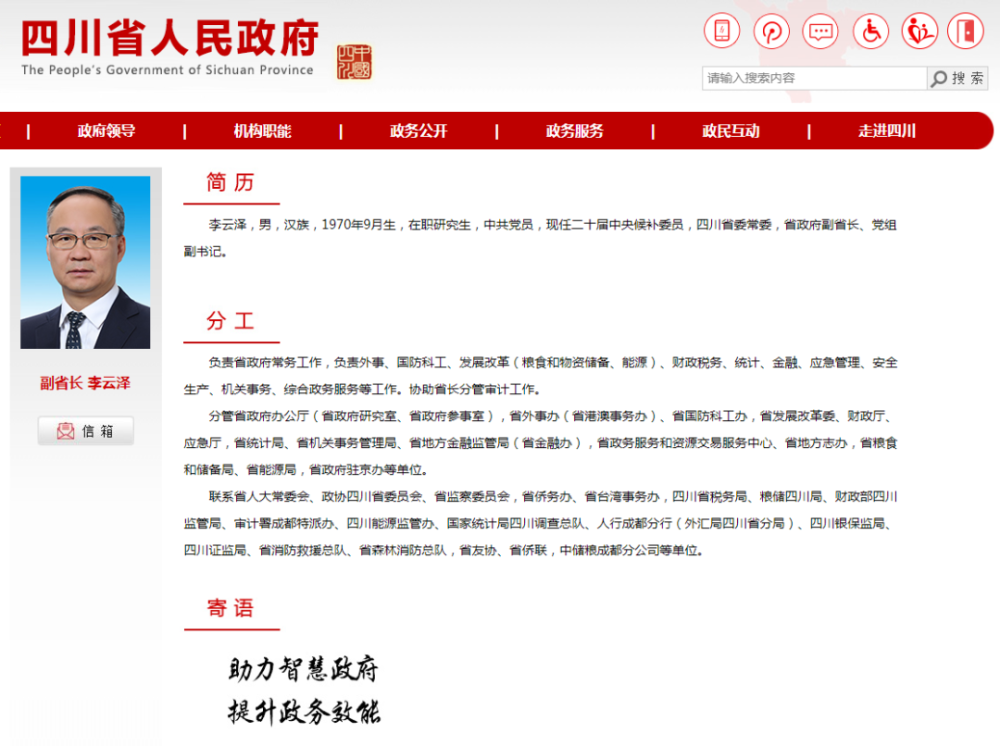 四川省人民政府
The People's Government of Sichuan Province
四川
中國
请输入搜索内容
搜 索
| 政府领导 | 机构职能 | 政务公开 | 政务服务 | 政民互动 | 走进四川
简 历
李云泽,男,汉族,1970年9月生,在职研究生,中共党员,现任二十届中央候补委员,四川省委常委,省政府副省长、党组
副书记。
副省长 李云泽
信 箱
分 工
负责省政府常务工作,负责外事、国防科工、发展改革(粮食和物资储备、能源)、财政税务、统计、金融、应急管理、安全
生产、机关事务、综合政务服务等工作。协助省长分管审计工作。
分管省政府办公厅(省政府研究室、省政府参事室),省外事办(省港澳事务办)、省国防科工办,省发展改革委、财政厅、
应急厅,省统计局、省机关事务管理局、省地方金融监管局(省金融办),省政务服务和资源交易服务中心、省地方志办,省粮食
和储备局、省能源局,省政府驻京办等单位。
联系省人大常委会、政协四川省委员会、省监察委员会,省侨务办、省台湾事务办,四川省税务局、粮储四川局、财政部四川
监管局、审计署成都特派办、四川能源监管办、国家统计局四川调查总队、人行成都分行(外汇局四川省分局)、四川银保监局、
四川证监局、省消防救援总队、省森林消防总队,省友协、省侨联,中储粮成都分公司等单位。
寄 语
助力智慧政府
提升政务效能